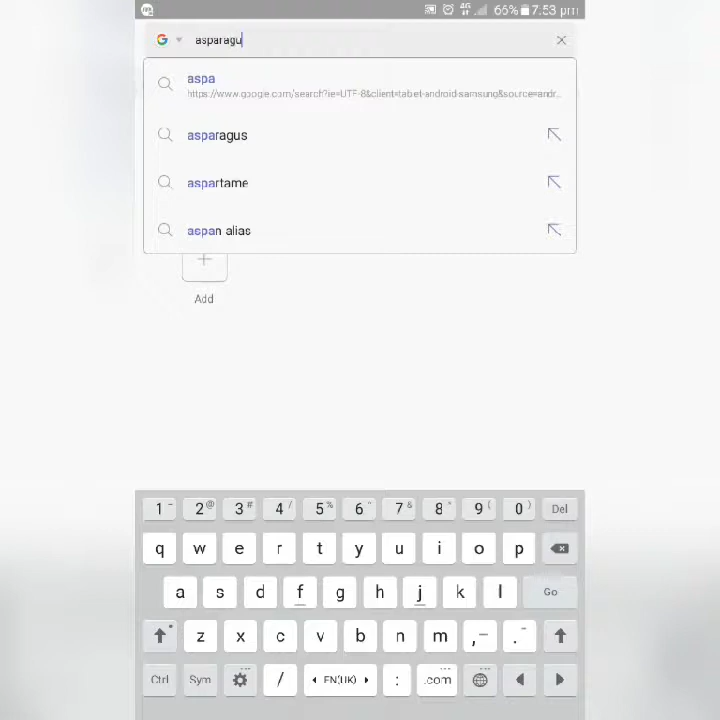 66% 7.53 pm
asparagu
aspa
https://www.google.com/search?ie=UTF-8&client=tablet-android-samsung&source=andr...
asparagus
aspartame
aspan alias
Add
1 - 2 @ 3 # 4 / 5 % 6 ^ 7 & 8 * 9 ( 0 ) Del
q w e r t y u i o p
a s d f g h j k l Go
z x c v b n m , .
Ctrl Sym / EN(UK) : .com